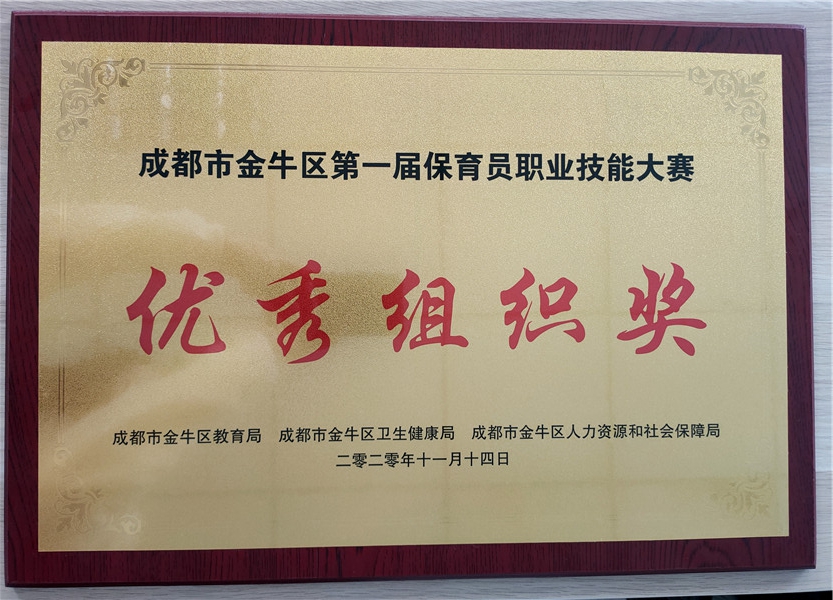 成都市金牛区第一届保育员职业技能大赛
优秀组织奖
成都市金牛区教育局 成都市金牛区卫生健康局 成都市金牛区人力资源和社会保障局
二零二零年十一月十四日